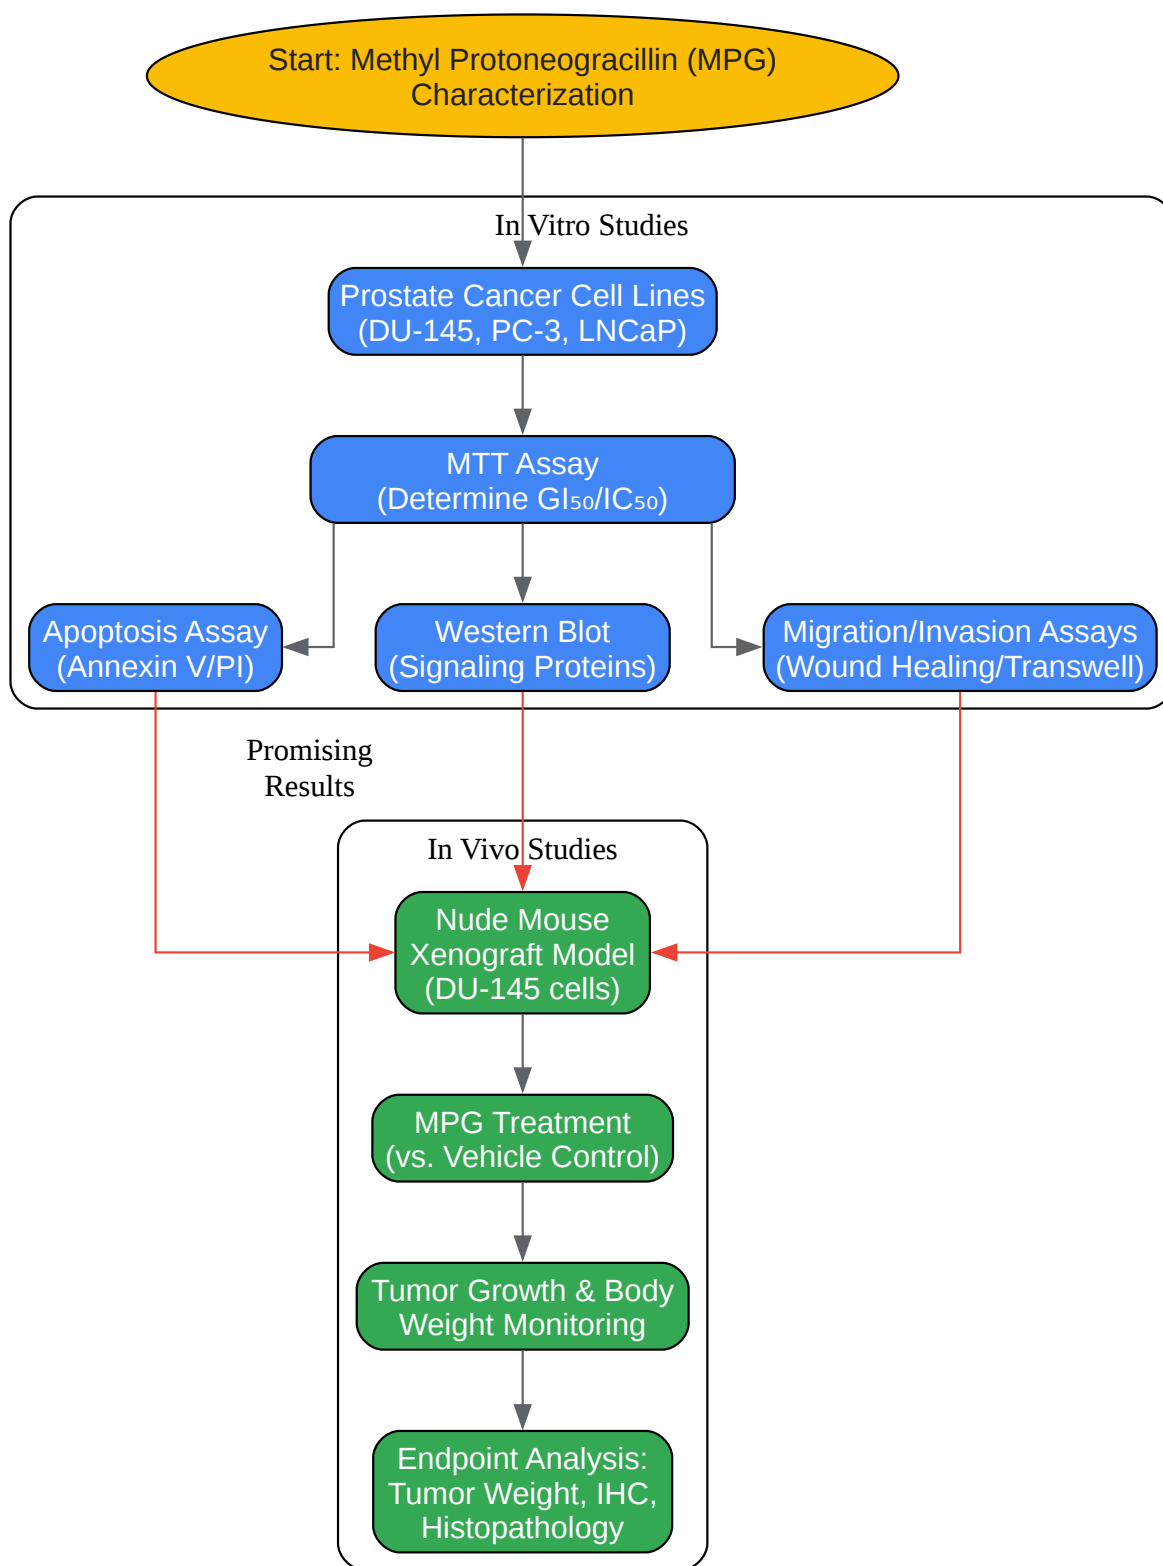 Start: Methyl Protoneogracillin (MPG)
Characterization
In Vitro Studies
Prostate Cancer Cell Lines
(DU-145, PC-3, LNCaP)
MTT Assay
(Determine GI₅₀/IC₅₀)
Apoptosis Assay
(Annexin V/PI)
Western Blot
(Signaling Proteins)
Migration/Invasion Assays
(Wound Healing/Transwell)
Promising
Results
In Vivo Studies
Nude Mouse
Xenograft Model
(DU-145 cells)
MPG Treatment
(vs. Vehicle Control)
Tumor Growth & Body
Weight Monitoring
Endpoint Analysis:
Tumor Weight, IHC,
Histopathology